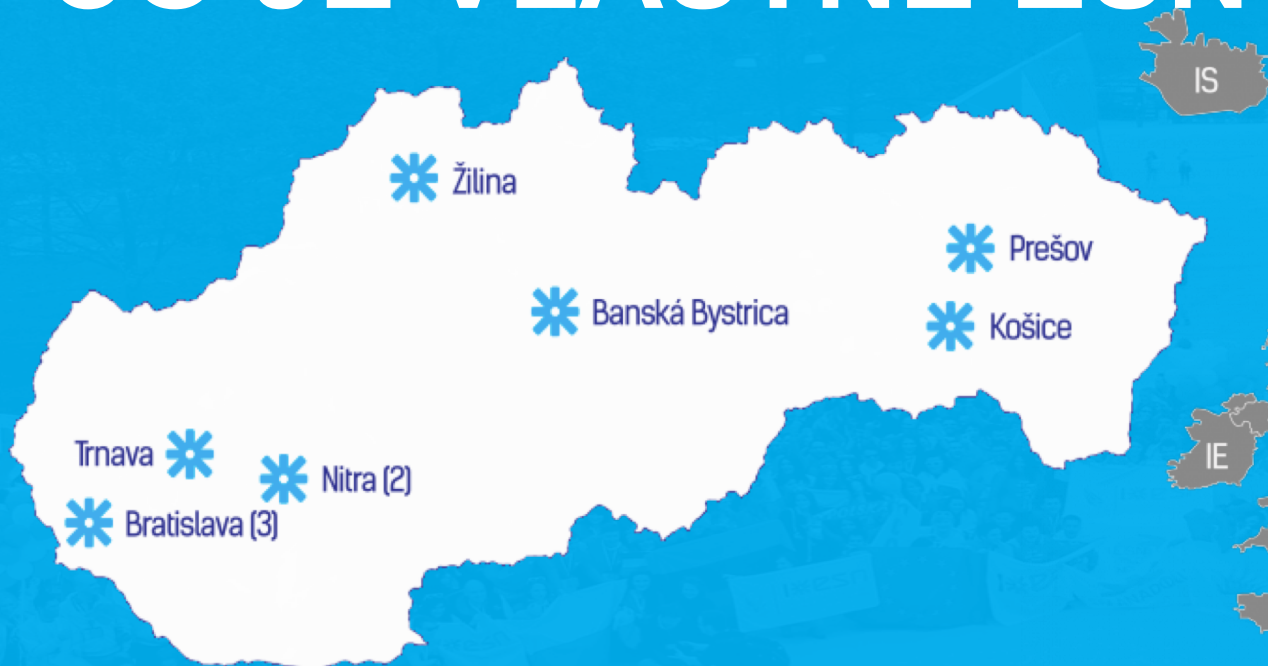 IS
Žilina
Prešov
Banská Bystrica
Košice
Trnava
IE
Nitra (2)
Bratislava (3)